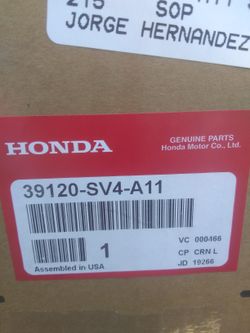 215 SOP
JORGE HERNANDEZ
HONDA
GENUINE PARTS
Honda Motor Co., Ltd.
39120-SV4-A11
1
Assembled in USA
VC 000466
CP CRN L
JD 19266